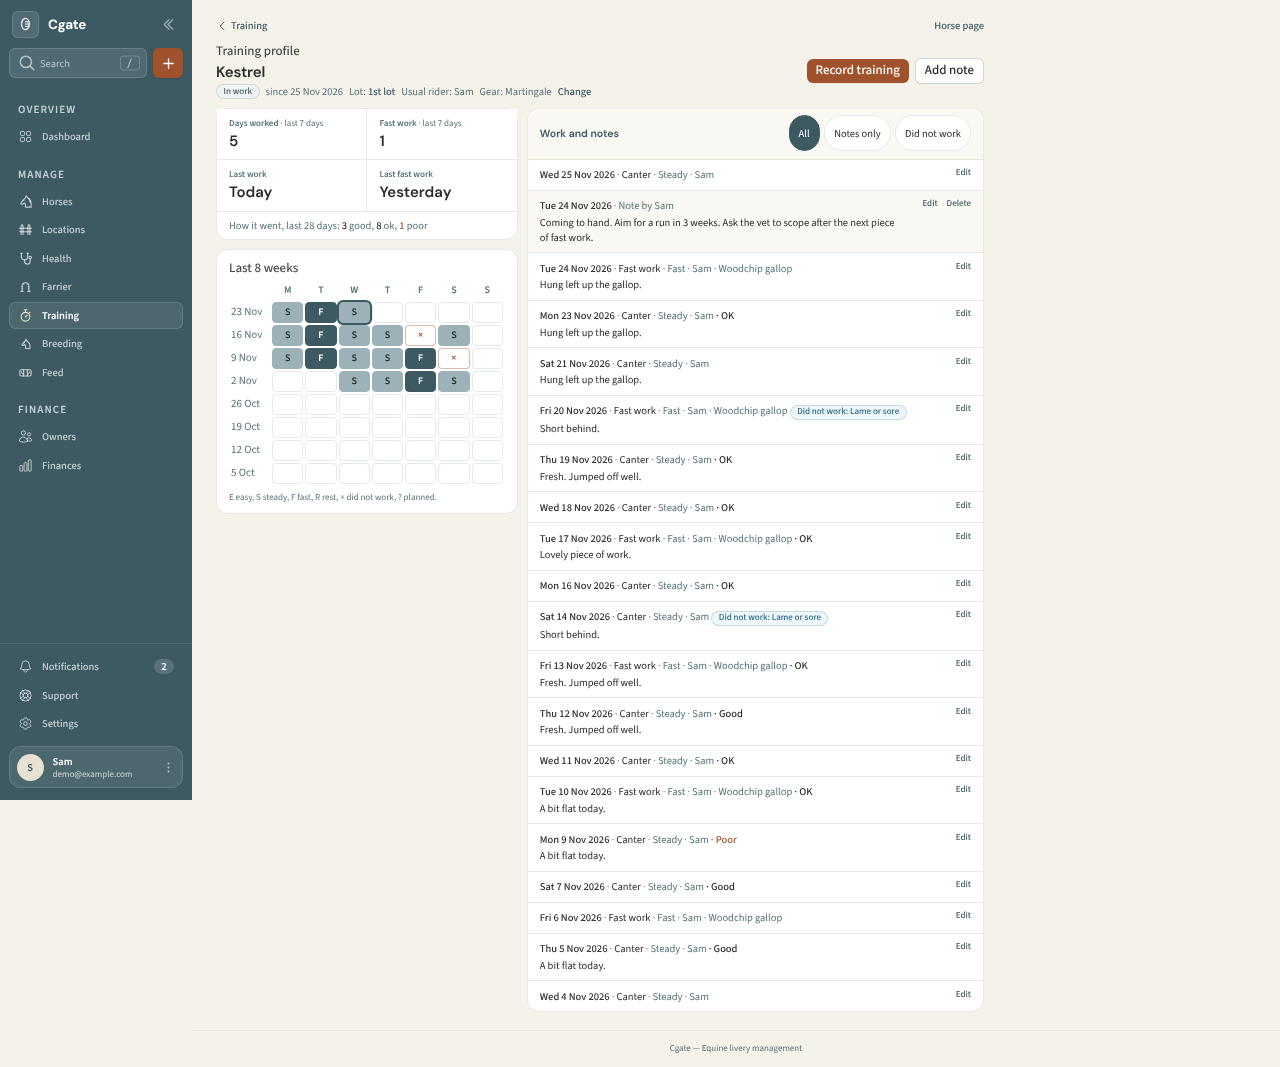 Cgate
Search /
OVERVIEW
Dashboard
MANAGE
Horses
Locations
Health
Farrier
Training
Breeding
Feed
FINANCE
Owners
Finances
Notifications 2
Support
Settings
S
Sam
demo@example.com
Training
Horse page
Training profile
Kestrel
In work since 25 Nov 2026 Lot: 1st lot Usual rider: Sam Gear: Martingale Change
Record training
Add note
Days worked · last 7 days
5
Fast work · last 7 days
1
Last work
Today
Last fast work
Yesterday
How it went, last 28 days: 3 good, 8 ok, 1 poor
Last 8 weeks
M T W T F S S
23 Nov S F S
16 Nov S F S S × S
9 Nov S F S S F ×
2 Nov S S F S
26 Oct
19 Oct
12 Oct
5 Oct
E easy, S steady, F fast, R rest, × did not work, ? planned.
Work and notes
All
Notes only
Did not work
Wed 25 Nov 2026 · Canter · Steady · Sam Edit
Tue 24 Nov 2026 · Note by Sam Edit Delete
Coming to hand. Aim for a run in 3 weeks. Ask the vet to scope after the next piece
of fast work.
Tue 24 Nov 2026 · Fast work · Fast · Sam · Woodchip gallop Edit
Hung left up the gallop.
Mon 23 Nov 2026 · Canter · Steady · Sam · OK Edit
Hung left up the gallop.
Sat 21 Nov 2026 · Canter · Steady · Sam Edit
Hung left up the gallop.
Fri 20 Nov 2026 · Fast work · Fast · Sam · Woodchip gallop Did not work: Lame or sore Edit
Short behind.
Thu 19 Nov 2026 · Canter · Steady · Sam · OK Edit
Fresh. Jumped off well.
Wed 18 Nov 2026 · Canter · Steady · Sam · OK Edit
Tue 17 Nov 2026 · Fast work · Fast · Sam · Woodchip gallop · OK Edit
Lovely piece of work.
Mon 16 Nov 2026 · Canter · Steady · Sam · OK Edit
Sat 14 Nov 2026 · Canter · Steady · Sam Did not work: Lame or sore Edit
Short behind.
Fri 13 Nov 2026 · Fast work · Fast · Sam · Woodchip gallop · OK Edit
Fresh. Jumped off well.
Thu 12 Nov 2026 · Canter · Steady · Sam · Good Edit
Fresh. Jumped off well.
Wed 11 Nov 2026 · Canter · Steady · Sam · OK Edit
Tue 10 Nov 2026 · Fast work · Fast · Sam · Woodchip gallop · OK Edit
A bit flat today.
Mon 9 Nov 2026 · Canter · Steady · Sam · Poor Edit
A bit flat today.
Sat 7 Nov 2026 · Canter · Steady · Sam · Good Edit
Fri 6 Nov 2026 · Fast work · Fast · Sam · Woodchip gallop Edit
Thu 5 Nov 2026 · Canter · Steady · Sam · Good Edit
A bit flat today.
Wed 4 Nov 2026 · Canter · Steady · Sam Edit
Cgate — Equine livery management